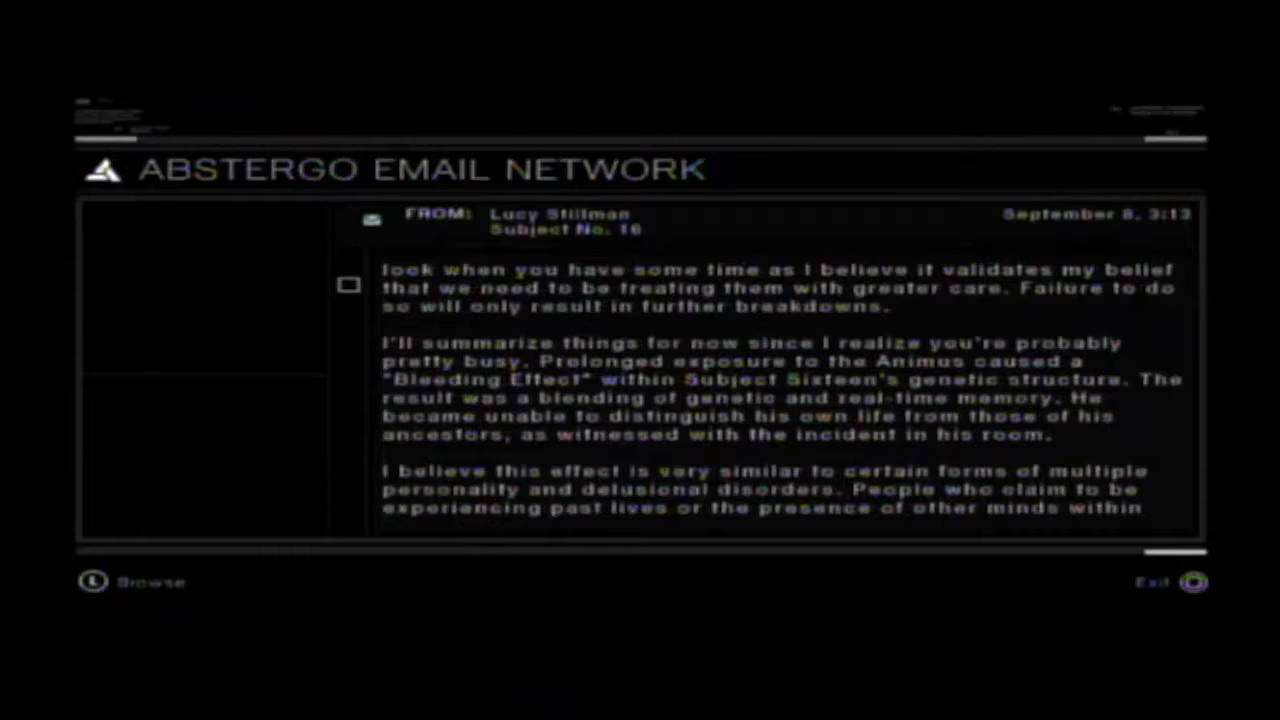 ABSTERGO EMAIL NETWORK
FROM: Lucy Stillman September 8, 3:13
Subject No. 16
look when you have some time as I believe it validates my belief
that we need to be treating them with greater care. Failure to do
so will only result in further breakdowns.
I'll summarize things for now since I realize you're probably
pretty busy. Prolonged exposure to the Animus caused a
"Bleeding Effect" within Subject Sixteen's genetic structure. The
result was a blending of genetic and real-time memory. He
became unable to distinguish his own life from those of his
ancestors, as witnessed with the incident in his room.
I believe this effect is very similar to certain forms of multiple
personality and delusional disorders. People who claim to be
experiencing past lives or the presence of other minds within
L Browse Exit